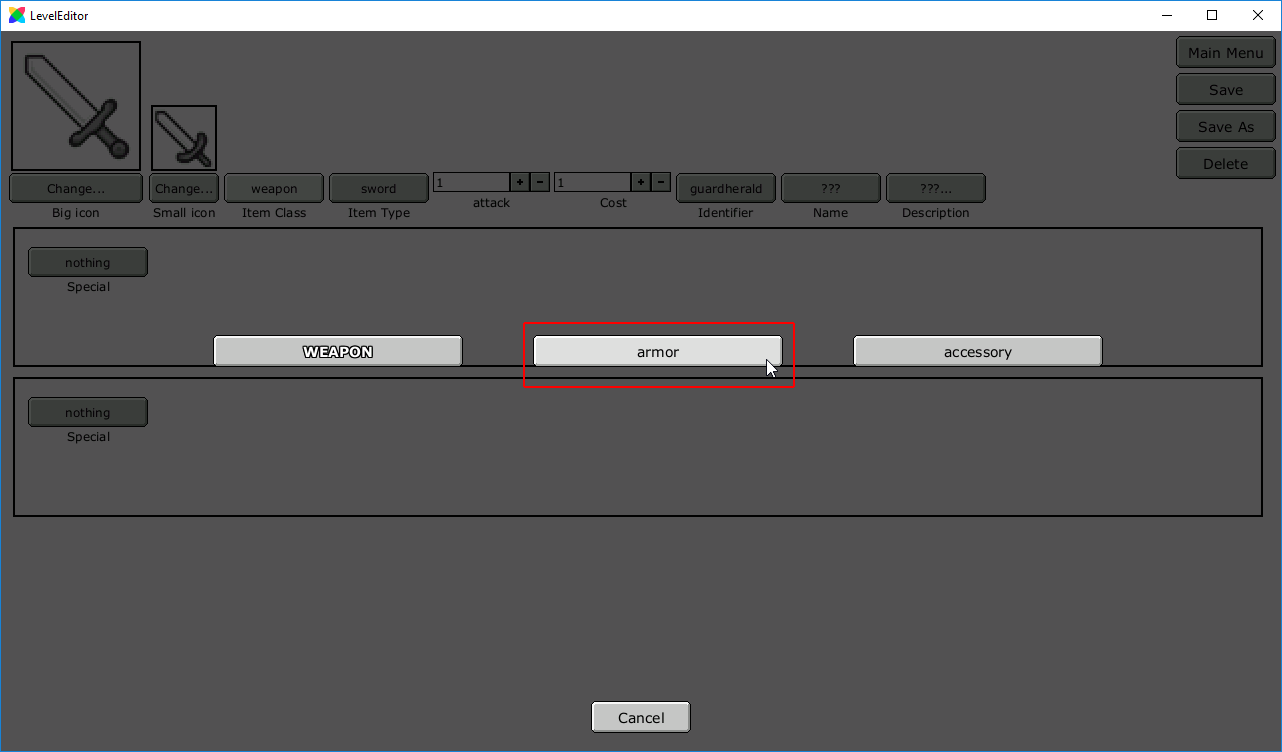 LevelEditor
Main Menu
Save
Save As
Delete
Change... Change... weapon sword 1 + - 1 + - guardherald ??? ???...
Big icon Small icon Item Class Item Type attack Cost Identifier Name Description
nothing
Special
WEAPON armor accessory
nothing
Special
Cancel